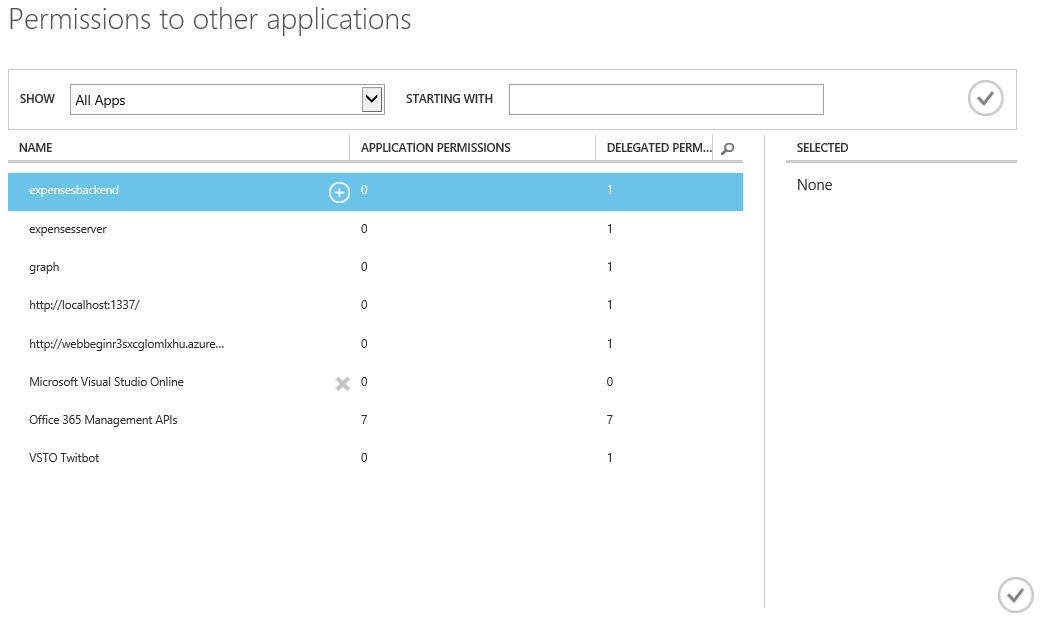 Permissions to other applications
SHOW All Apps STARTING WITH
NAME APPLICATION PERMISSIONS DELEGATED PERM... SELECTED
expensesbackend 0 1 None
expensesserver 0 1
graph 0 1
http://localhost:1337/ 0 1
http://webbeginr3sxcglomlxhu.azure... 0 1
Microsoft Visual Studio Online 0 0
Office 365 Management APIs 7 7
VSTO Twitbot 0 1